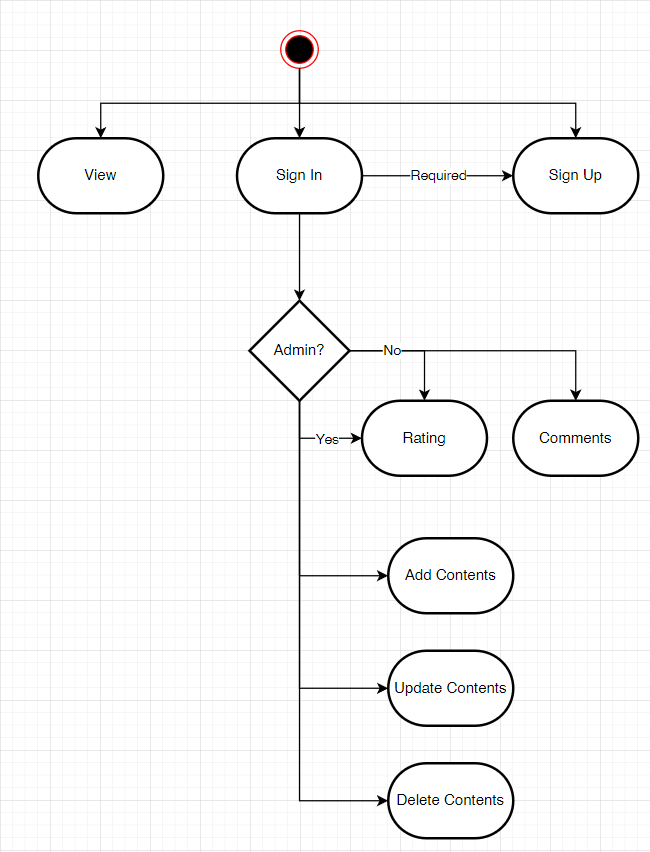 View
Sign In
Required
Sign Up
Admin?
No
Yes
Rating
Comments
Add Contents
Update Contents
Delete Contents